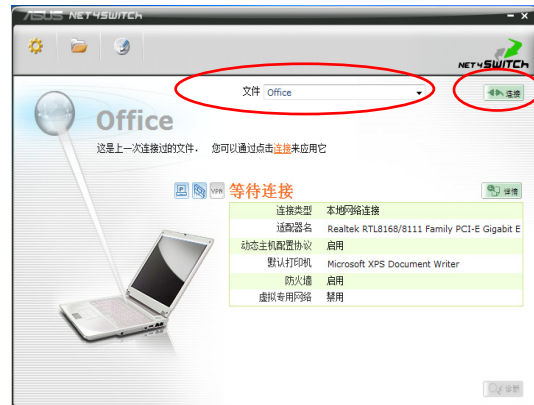 ASUS NET4SWITCH
NET4SWITCH
文件 Office
连接
Office
这是上一次连接过的文件， 您可以通过点击连接来应用它
VPN 等待连接
详情
连接类型 本地网络连接
适配器名 Realtek RTL8168/8111 Family PCI-E Gigabit E
动态主机配置协议 启用
默认打印机 Microsoft XPS Document Writer
防火墙 启用
虚拟专用网络 禁用
诊断